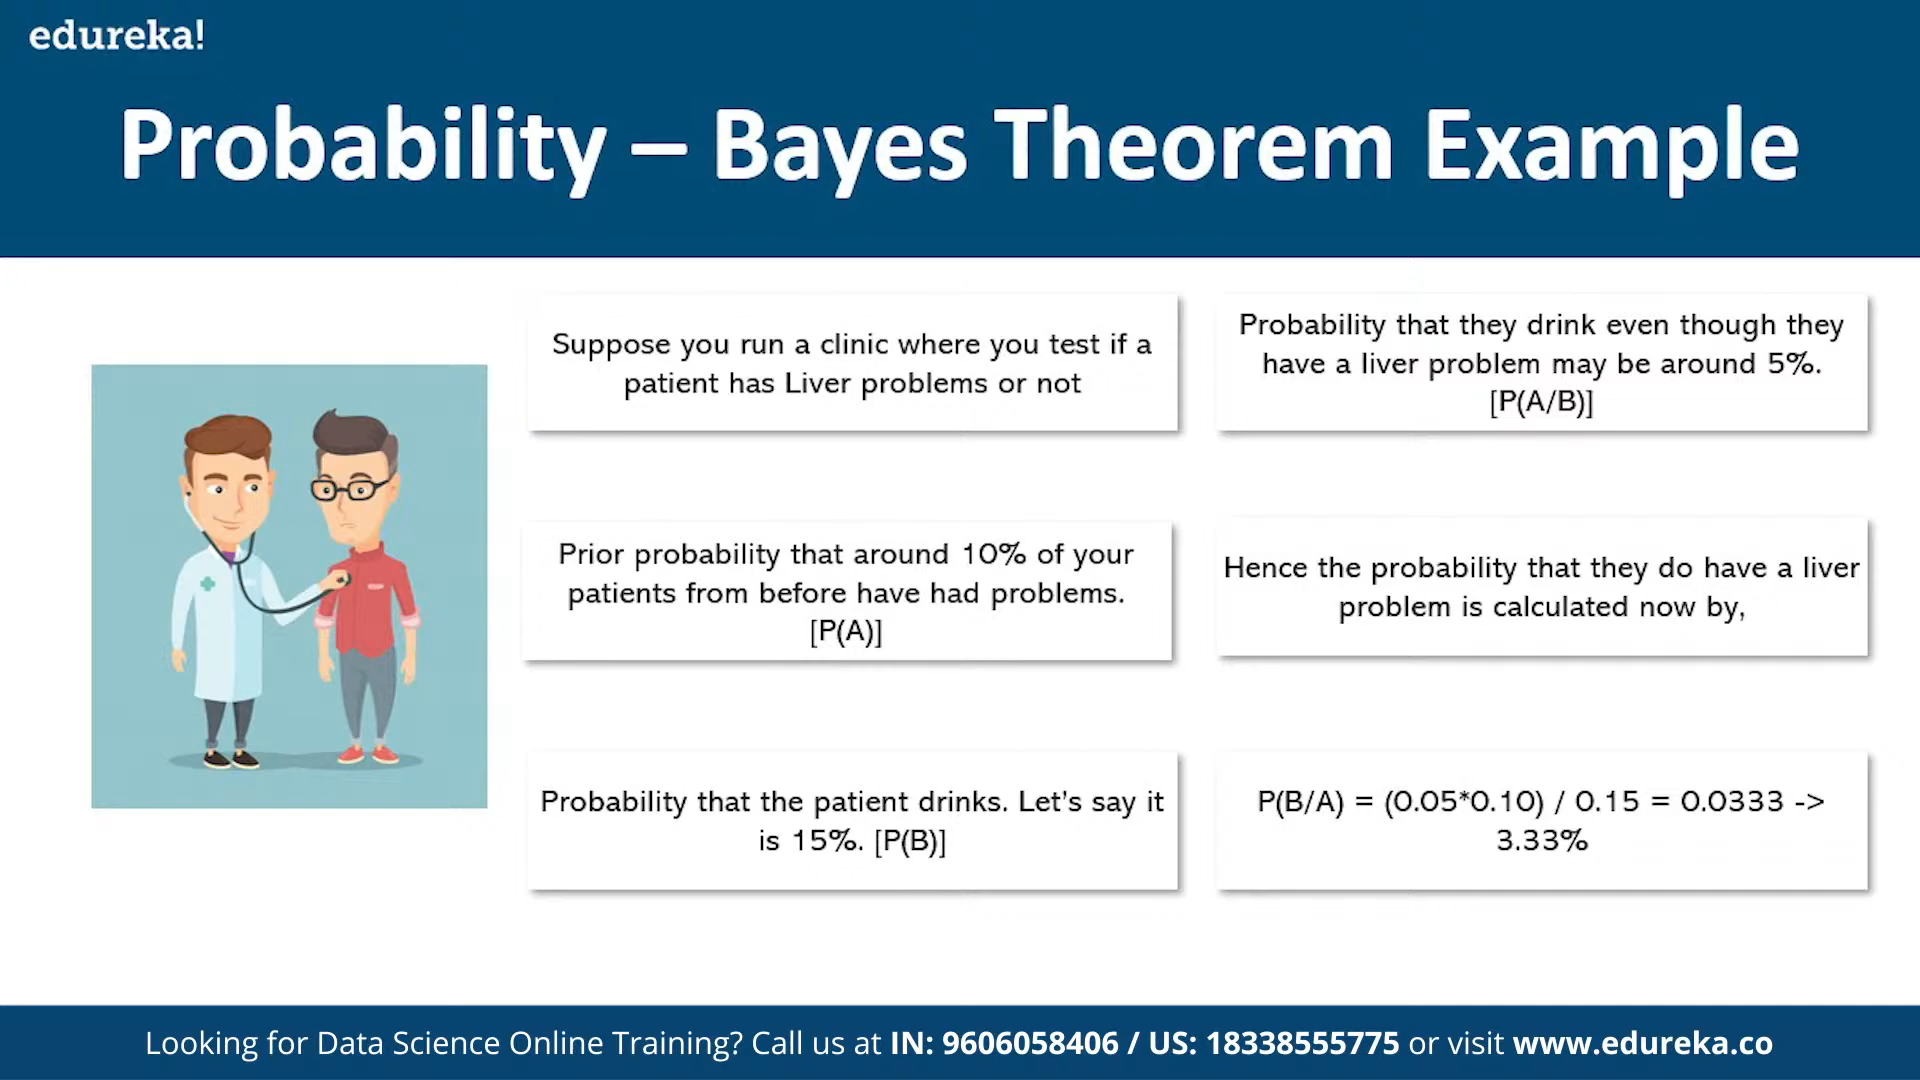 edureka!
Probability – Bayes Theorem Example
Suppose you run a clinic where you test if a
patient has Liver problems or not
Prior probability that around 10% of your
patients from before have had problems.
[P(A)]
Probability that the patient drinks. Let's say it
is 15%. [P(B)]
Probability that they drink even though they
have a liver problem may be around 5%.
[P(A/B)]
Hence the probability that they do have a liver
problem is calculated now by,
P(B/A) = (0.05*0.10) / 0.15 = 0.0333 ->
3.33%
Looking for Data Science Online Training? Call us at IN: 9606058406 / US: 18338555775 or visit www.edureka.co